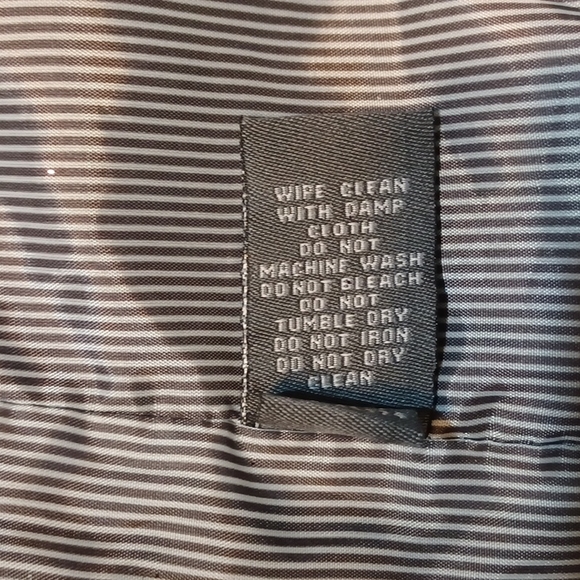 WIPE CLEAN
WITH DAMP
CLOTH
DO NOT
MACHINE WASH
DO NOT BLEACH
DO NOT
TUMBLE DRY
DO NOT IRON
DO NOT DRY
CLEAN